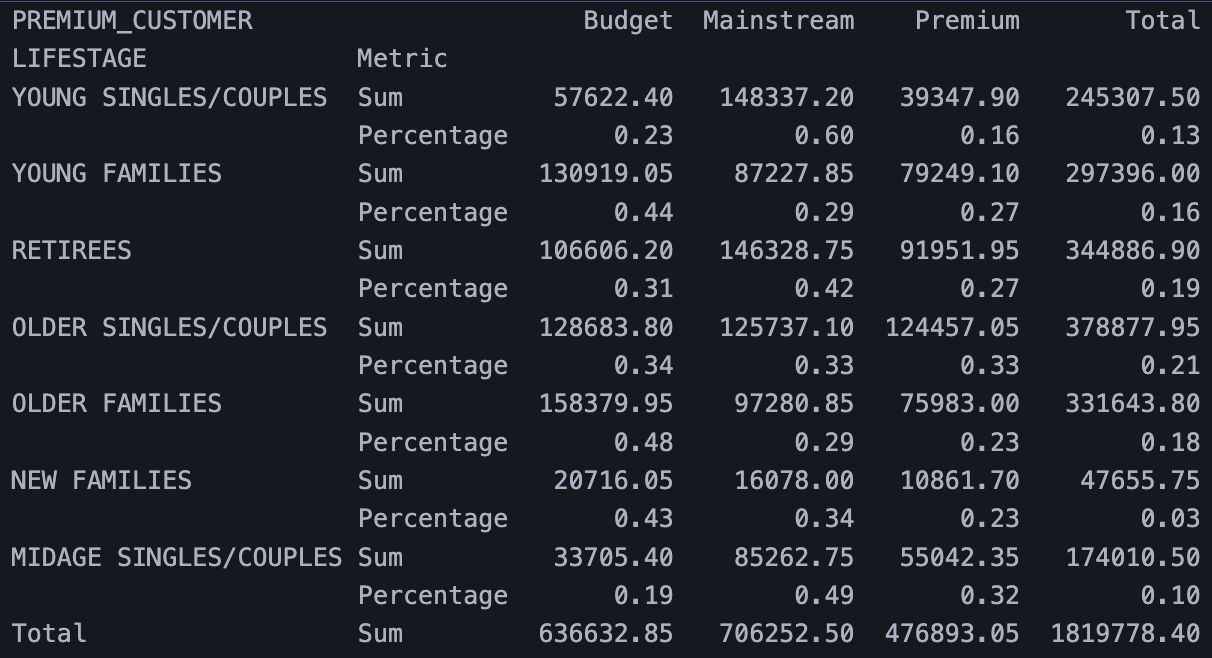 PREMIUM_CUSTOMER Budget Mainstream Premium Total
LIFESTAGE Metric
YOUNG SINGLES/COUPLES Sum 57622.40 148337.20 39347.90 245307.50
Percentage 0.23 0.60 0.16 0.13
YOUNG FAMILIES Sum 130919.05 87227.85 79249.10 297396.00
Percentage 0.44 0.29 0.27 0.16
RETIREES Sum 106606.20 146328.75 91951.95 344886.90
Percentage 0.31 0.42 0.27 0.19
OLDER SINGLES/COUPLES Sum 128683.80 125737.10 124457.05 378877.95
Percentage 0.34 0.33 0.33 0.21
OLDER FAMILIES Sum 158379.95 97280.85 75983.00 331643.80
Percentage 0.48 0.29 0.23 0.18
NEW FAMILIES Sum 20716.05 16078.00 10861.70 47655.75
Percentage 0.43 0.34 0.23 0.03
MIDAGE SINGLES/COUPLES Sum 33705.40 85262.75 55042.35 174010.50
Percentage 0.19 0.49 0.32 0.10
Total Sum 636632.85 706252.50 476893.05 1819778.40